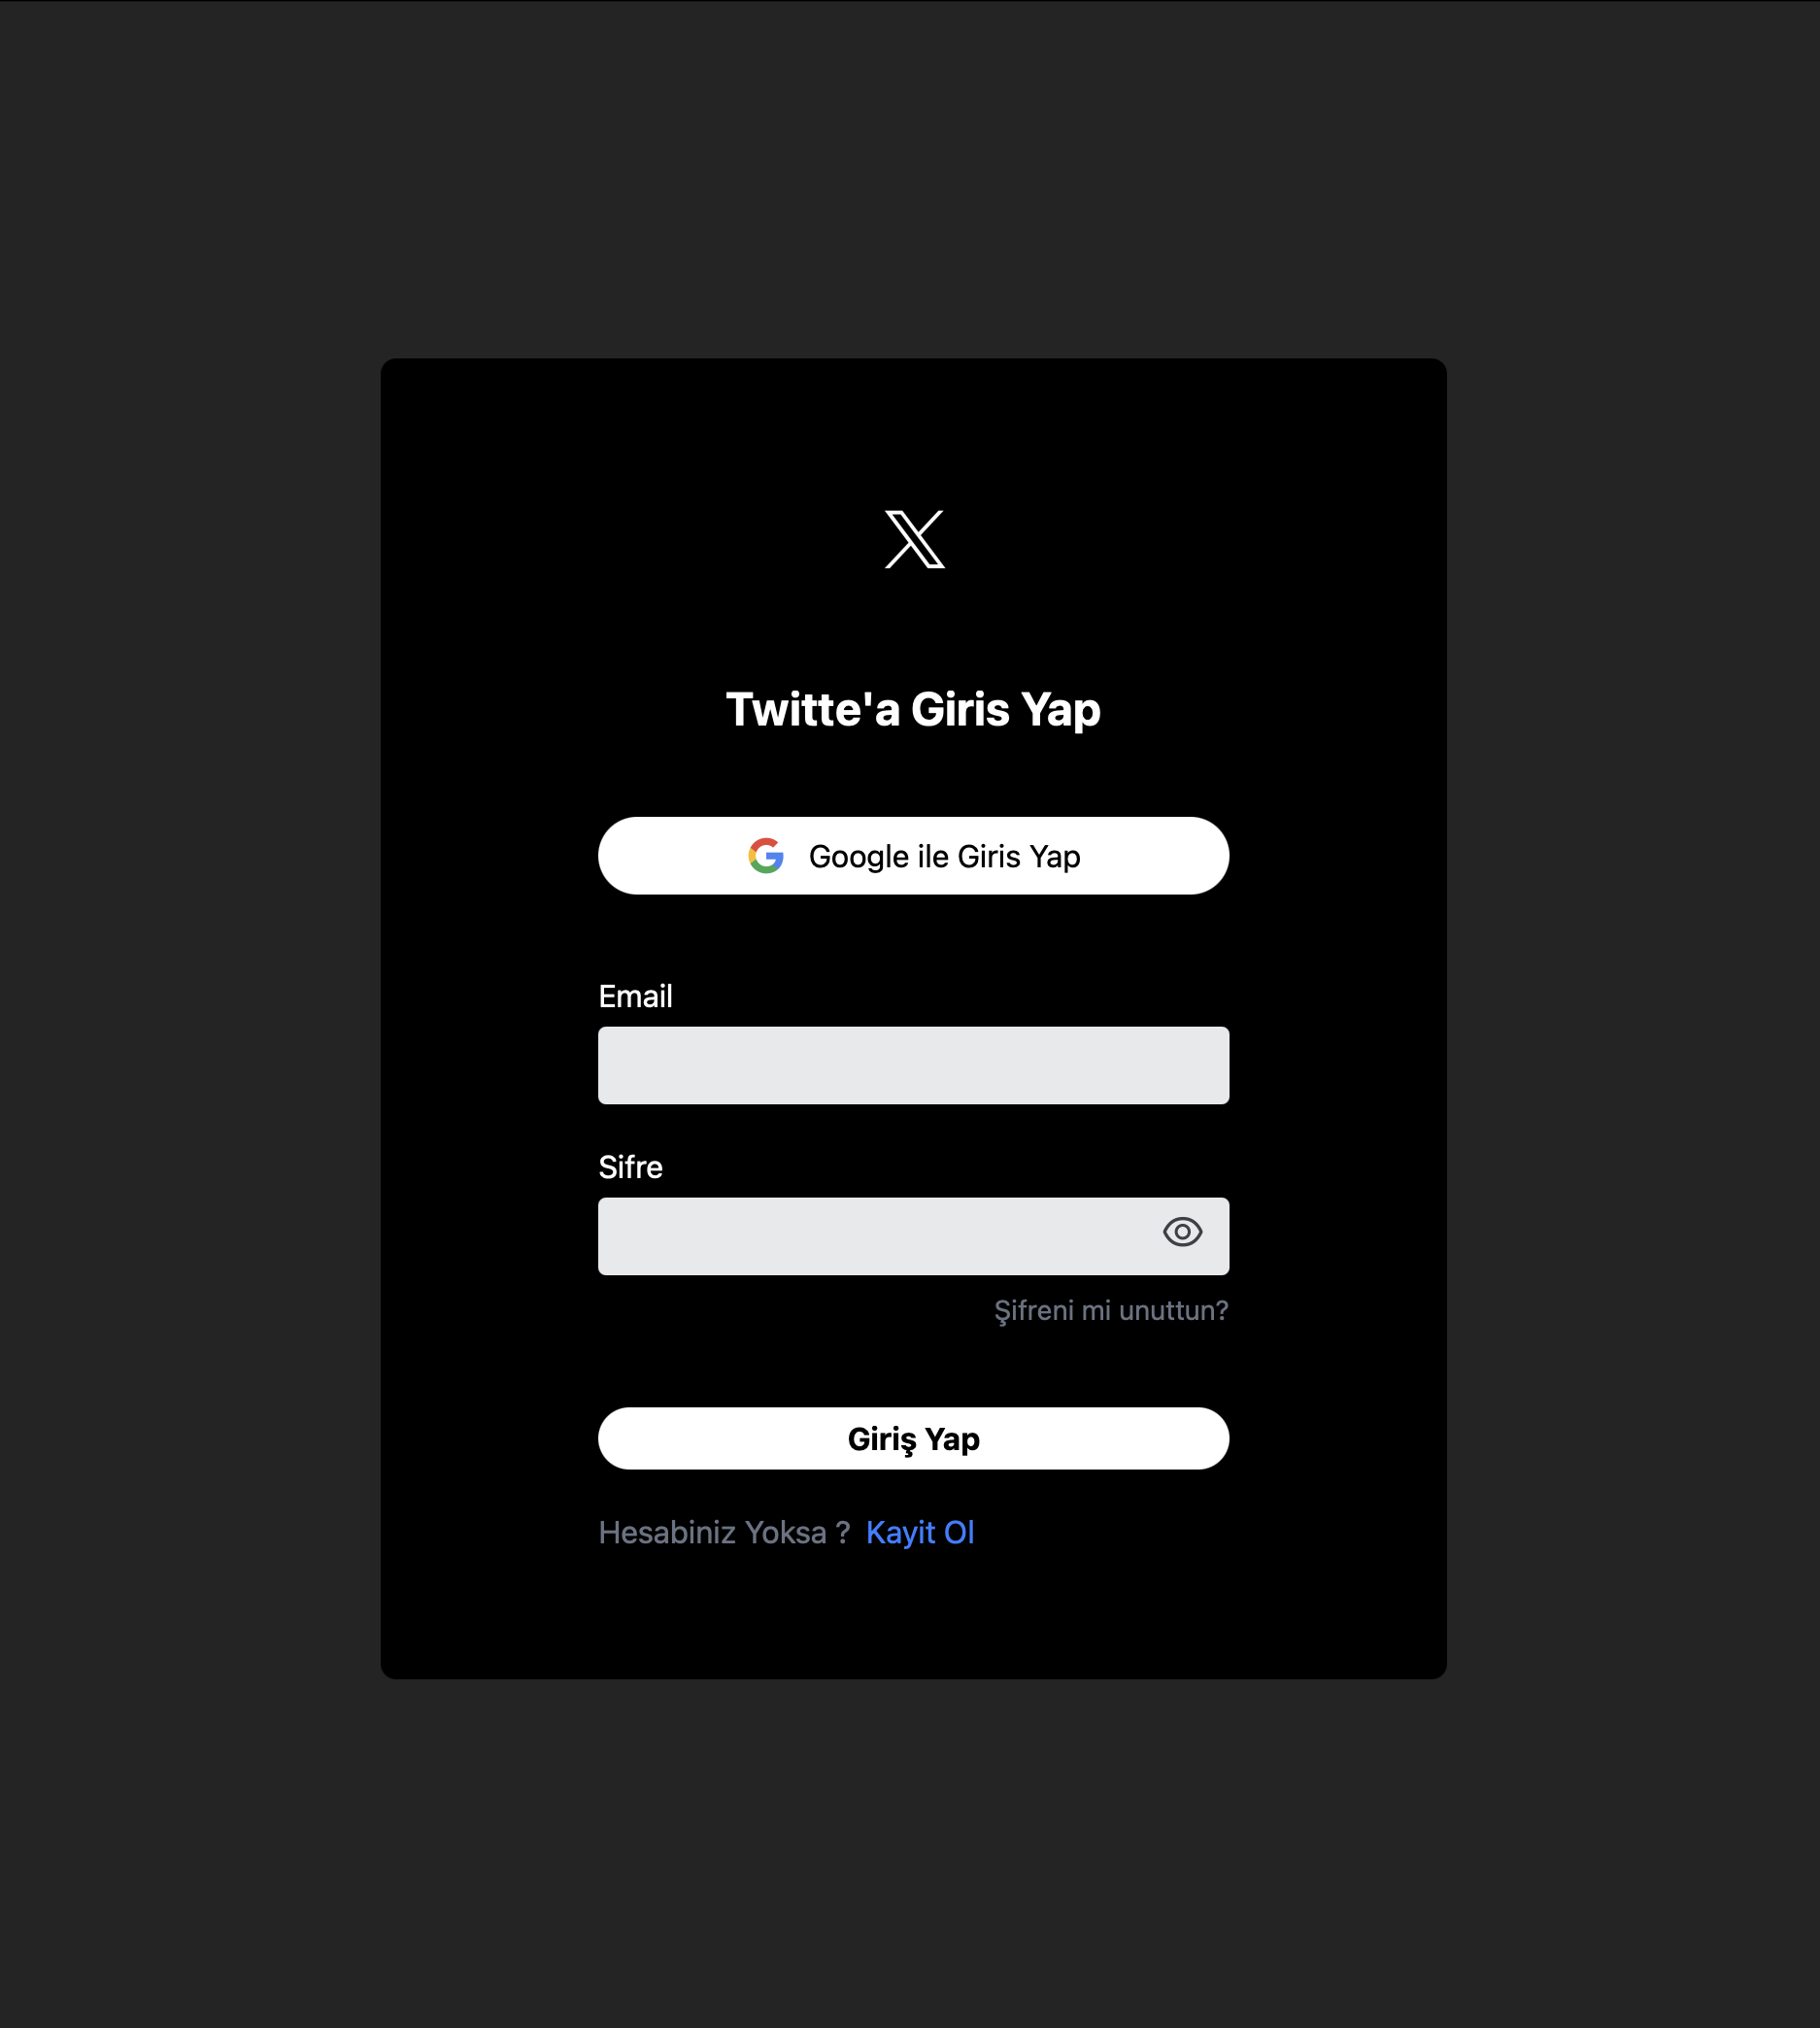 Twitte'a Giris Yap
Google ile Giris Yap
Email
Sifre
Şifreni mi unuttun?
Giriş Yap
Hesabiniz Yoksa ? Kayit Ol